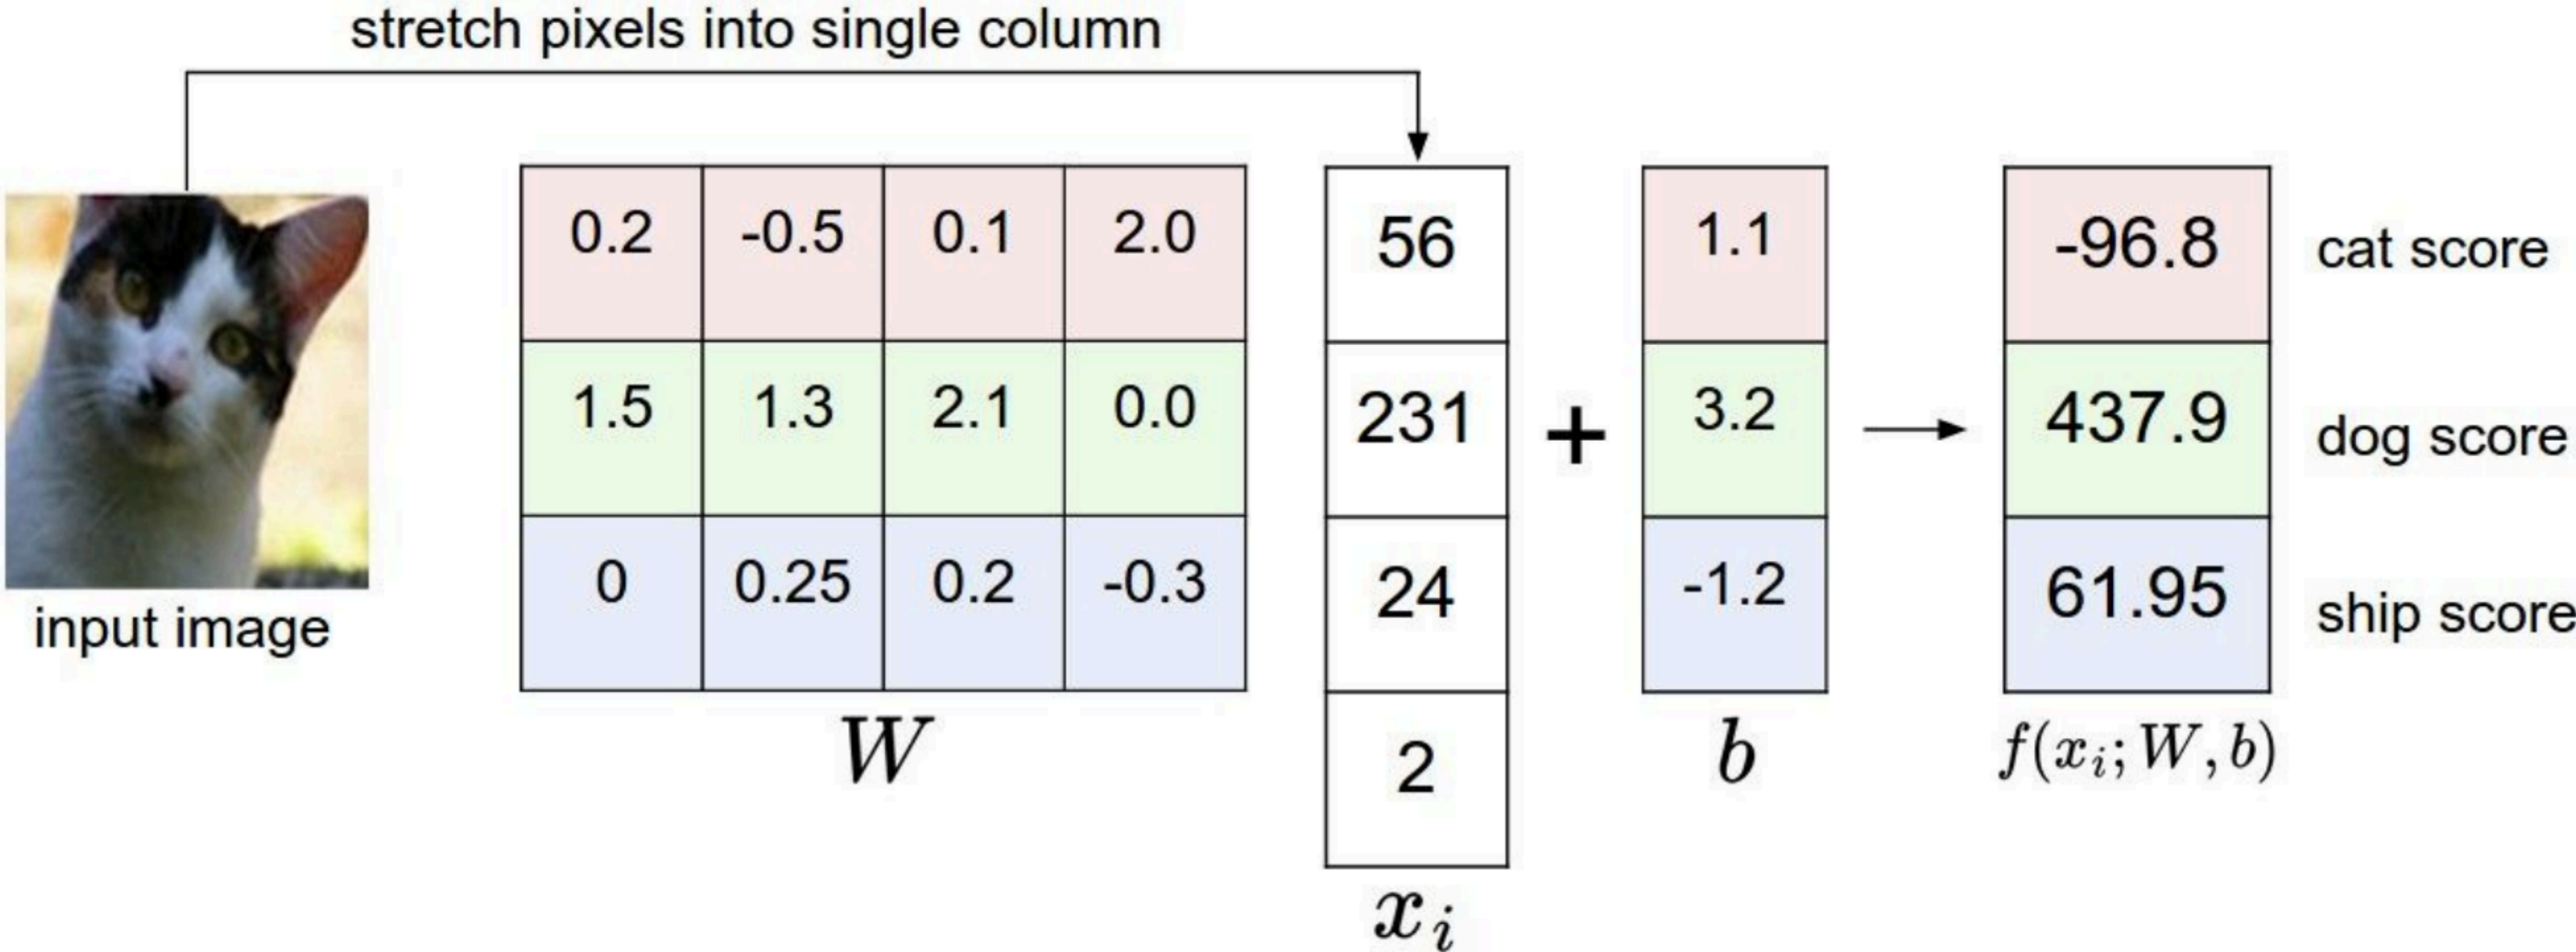 stretch pixels into single column
input image
0.2 -0.5 0.1 2.0
1.5 1.3 2.1 0.0
0 0.25 0.2 -0.3
W
56
231
24
2
x_i
+
1.1
3.2
-1.2
b
-96.8 cat score
437.9 dog score
61.95 ship score
f(x_i; W, b)